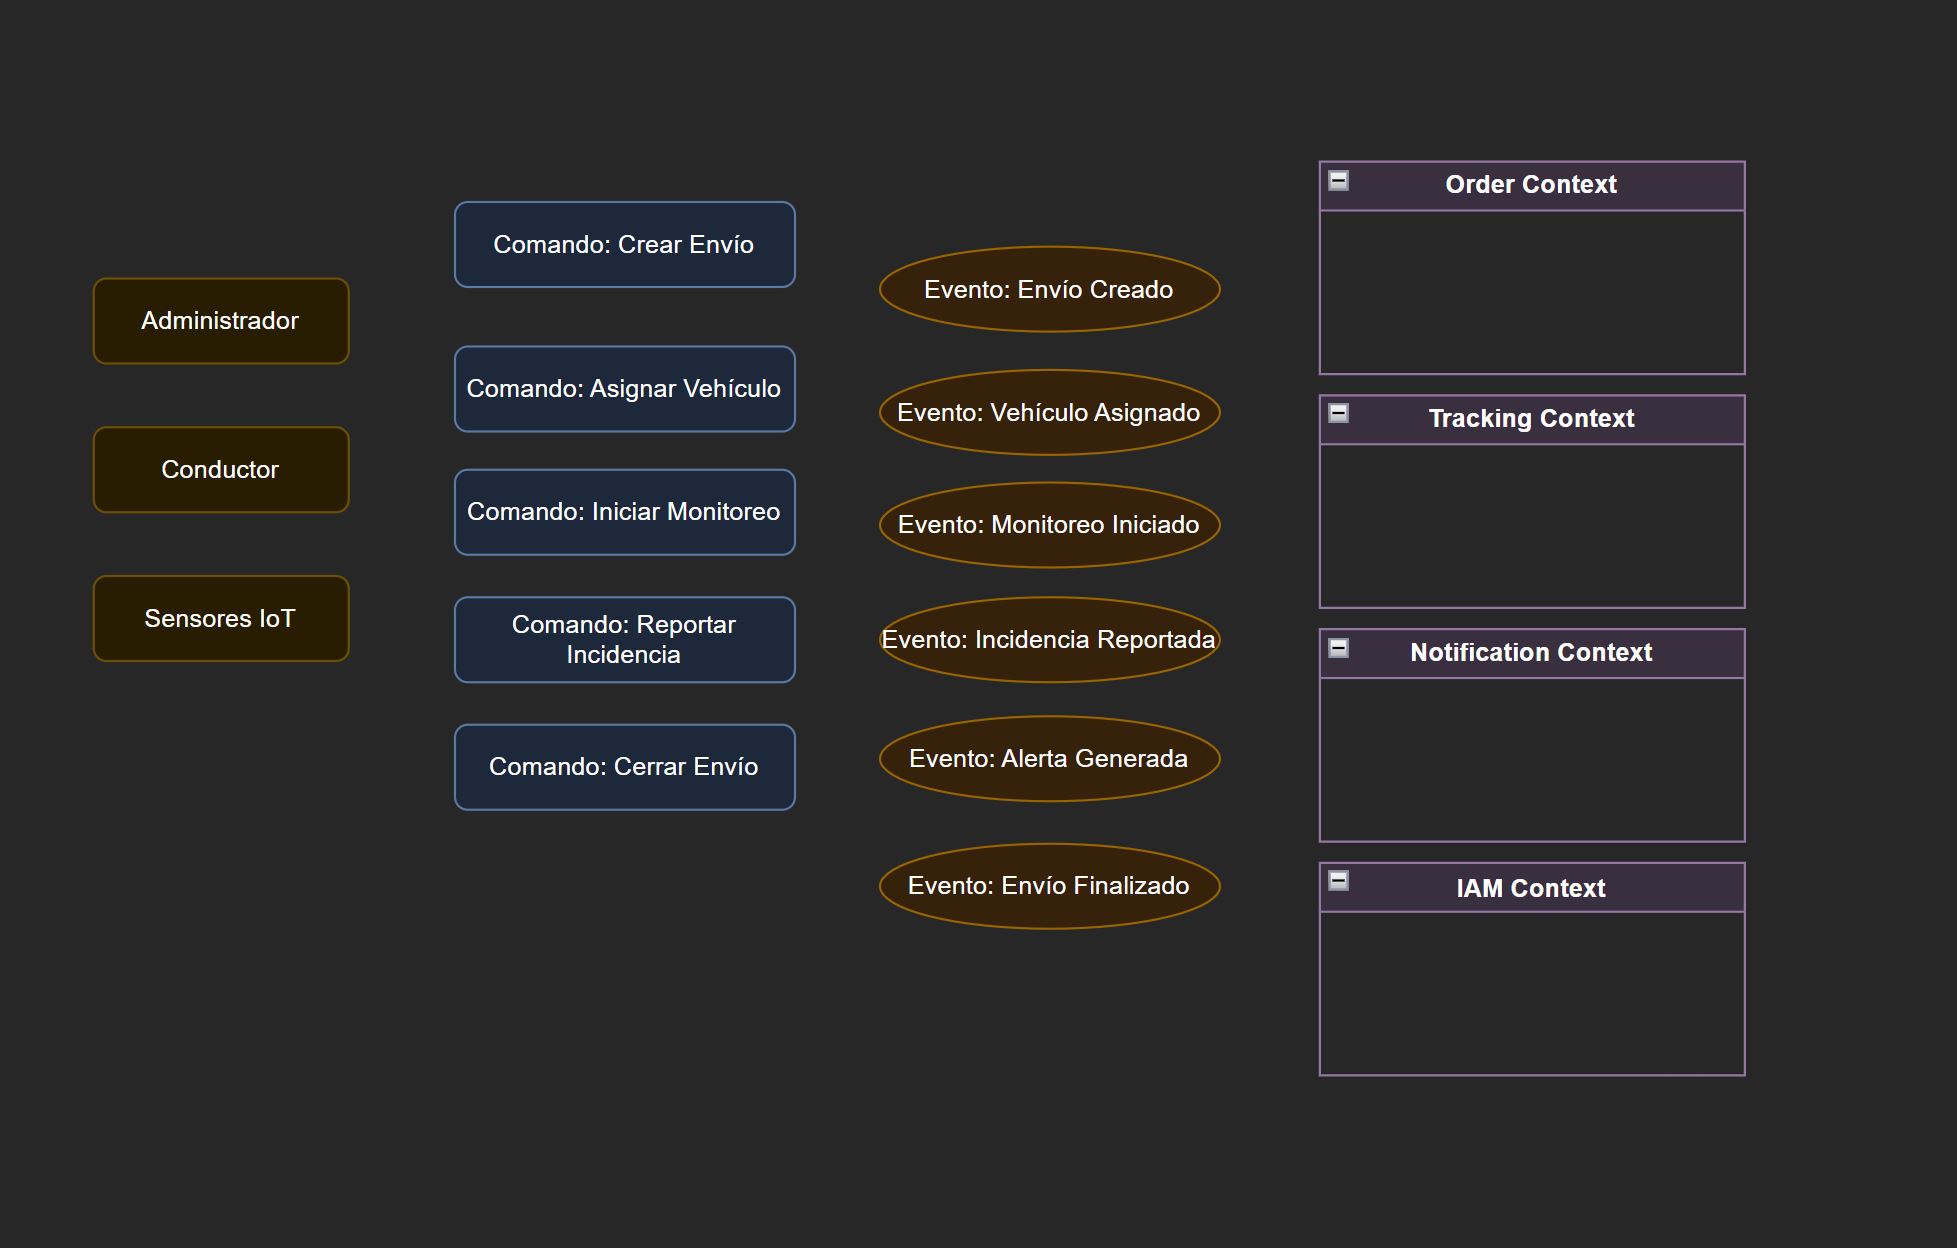 Administrador
Conductor
Sensores IoT
Comando: Crear Envío
Comando: Asignar Vehículo
Comando: Iniciar Monitoreo
Comando: Reportar
Incidencia
Comando: Cerrar Envío
Evento: Envío Creado
Evento: Vehículo Asignado
Evento: Monitoreo Iniciado
Evento: Incidencia Reportada
Evento: Alerta Generada
Evento: Envío Finalizado
Order Context
Tracking Context
Notification Context
IAM Context